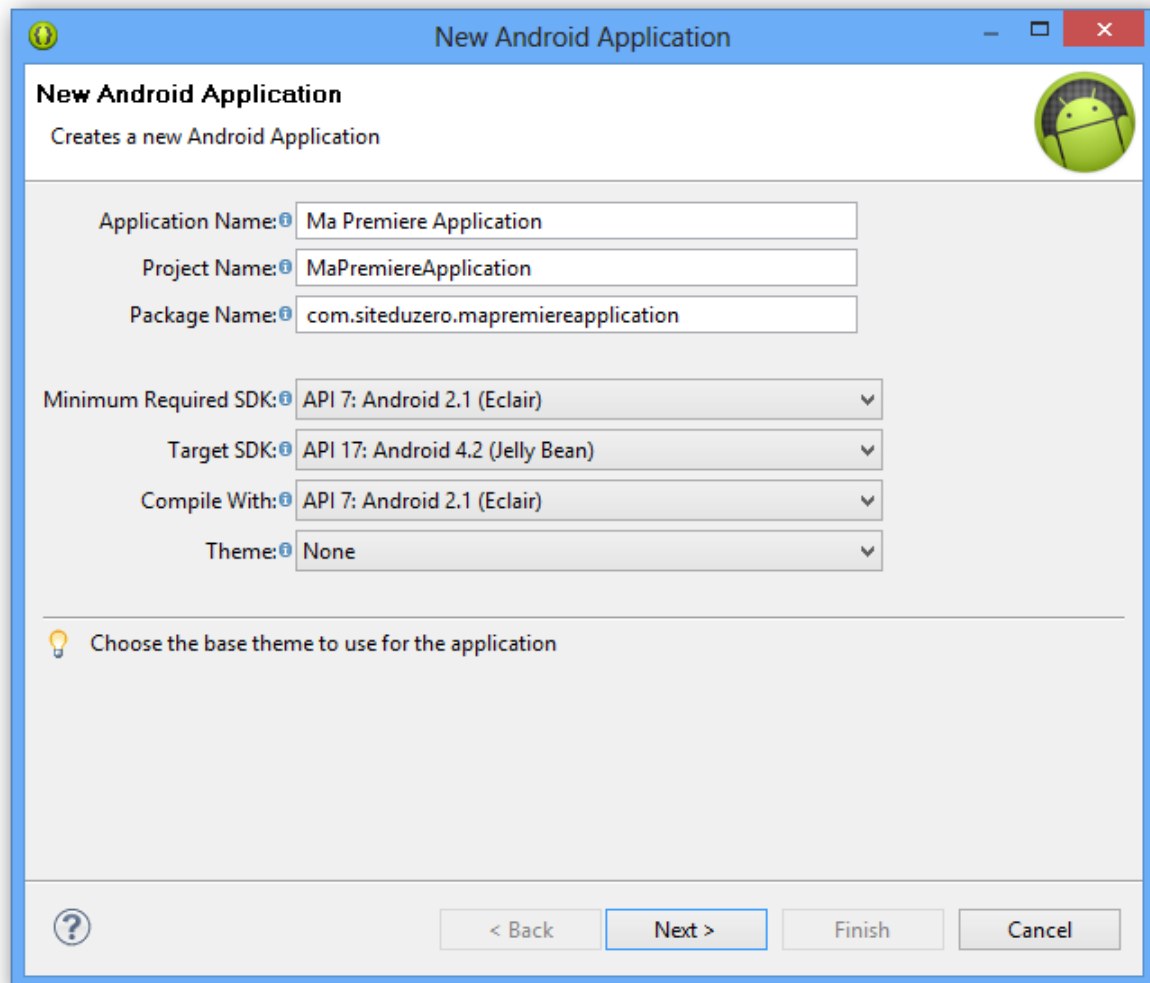 New Android Application
New Android Application
Creates a new Android Application
Application Name: Ma Premiere Application
Project Name: MaPremiereApplication
Package Name: com.siteduzero.mapremiereapplication
Minimum Required SDK: API 7: Android 2.1 (Eclair)
Target SDK: API 17: Android 4.2 (Jelly Bean)
Compile With: API 7: Android 2.1 (Eclair)
Theme: None
Choose the base theme to use for the application
? < Back Next > Finish Cancel